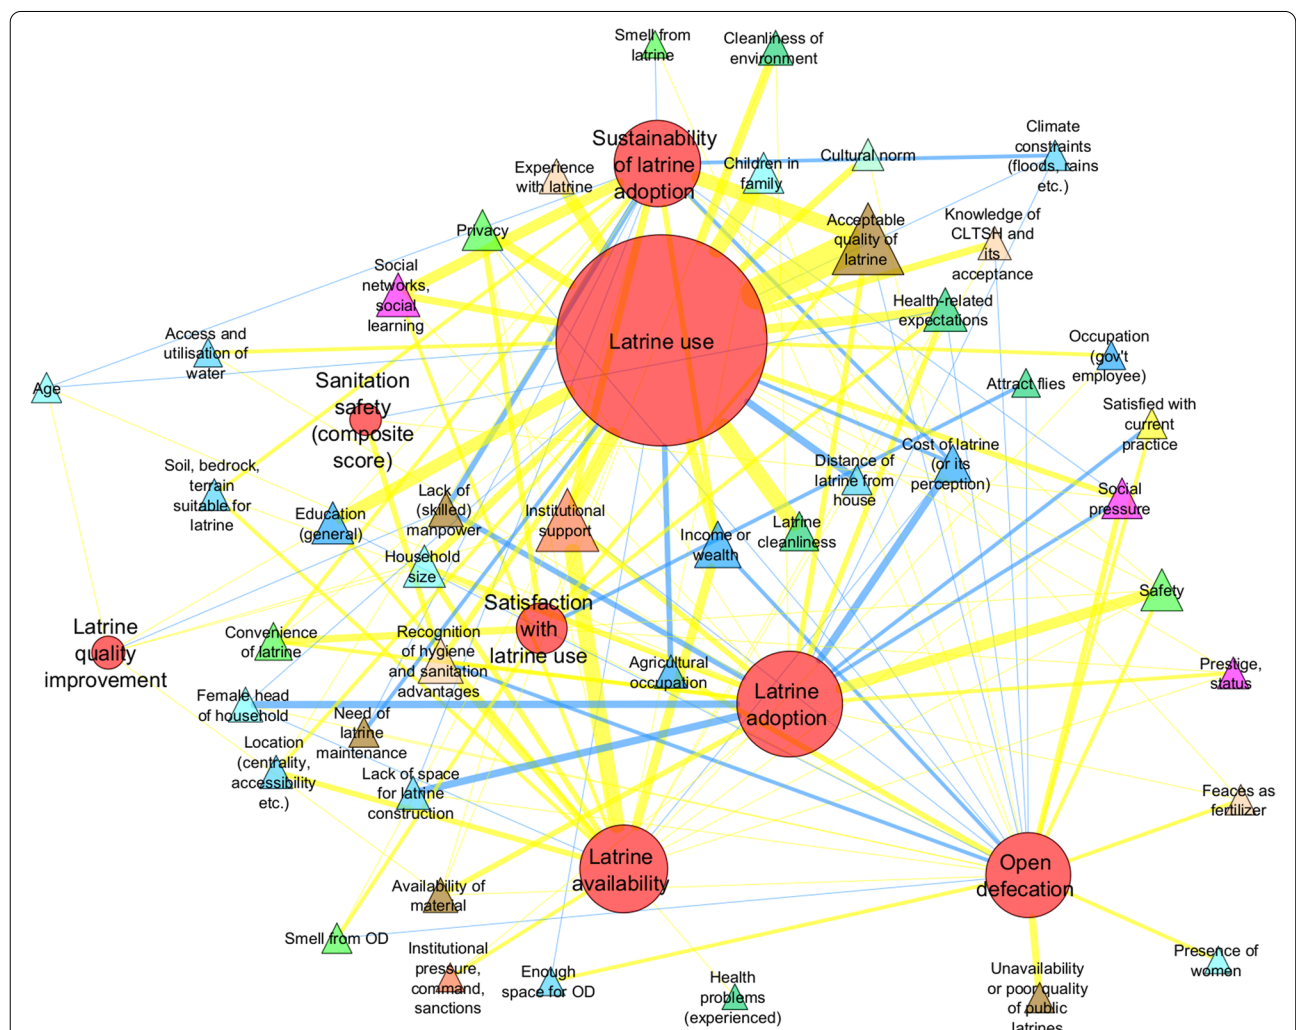 Smell from
latrine
Cleanliness of
environment
Sustainability
of latrine
adoption
Experience
with latrine
Children in
family
Cultural norm
Climate
constraints
(floods, rains
etc.)
Privacy
Acceptable
quality of
latrine
Knowledge of
CLTSH and
its
acceptance
Social
networks,
social
learning
Health-related
expectations
Latrine use
Access and
utilisation of
water
Occupation
(gov't
employee)
Age
Sanitation
safety
(composite
score)
Attract flies
Satisfied with
current
practice
Soil, bedrock,
terrain
suitable for
latrine
Education
(general)
Lack of
(skilled)
manpower
Institutional
support
Distance of
latrine from
house
Cost of latrine
(or its
perception)
Social
pressure
Income or
wealth
Latrine
cleanliness
Household
size
Safety
Latrine
quality
improvement
Convenience
of latrine
Satisfaction
with
latrine use
Recognition
of hygiene
and sanitation
advantages
Agricultural
occupation
Latrine
adoption
Prestige,
status
Female head
of household
Need of
latrine
maintenance
Location
(centrality,
accessibility
etc.)
Lack of space
for latrine
construction
Feaces as
fertilizer
Latrine
availability
Open
defecation
Availability of
material
Smell from OD
Institutional
pressure,
command,
sanctions
Enough
space for OD
Health
problems
(experienced)
Unavailability
or poor quality
of public
latrines
Presence of
women